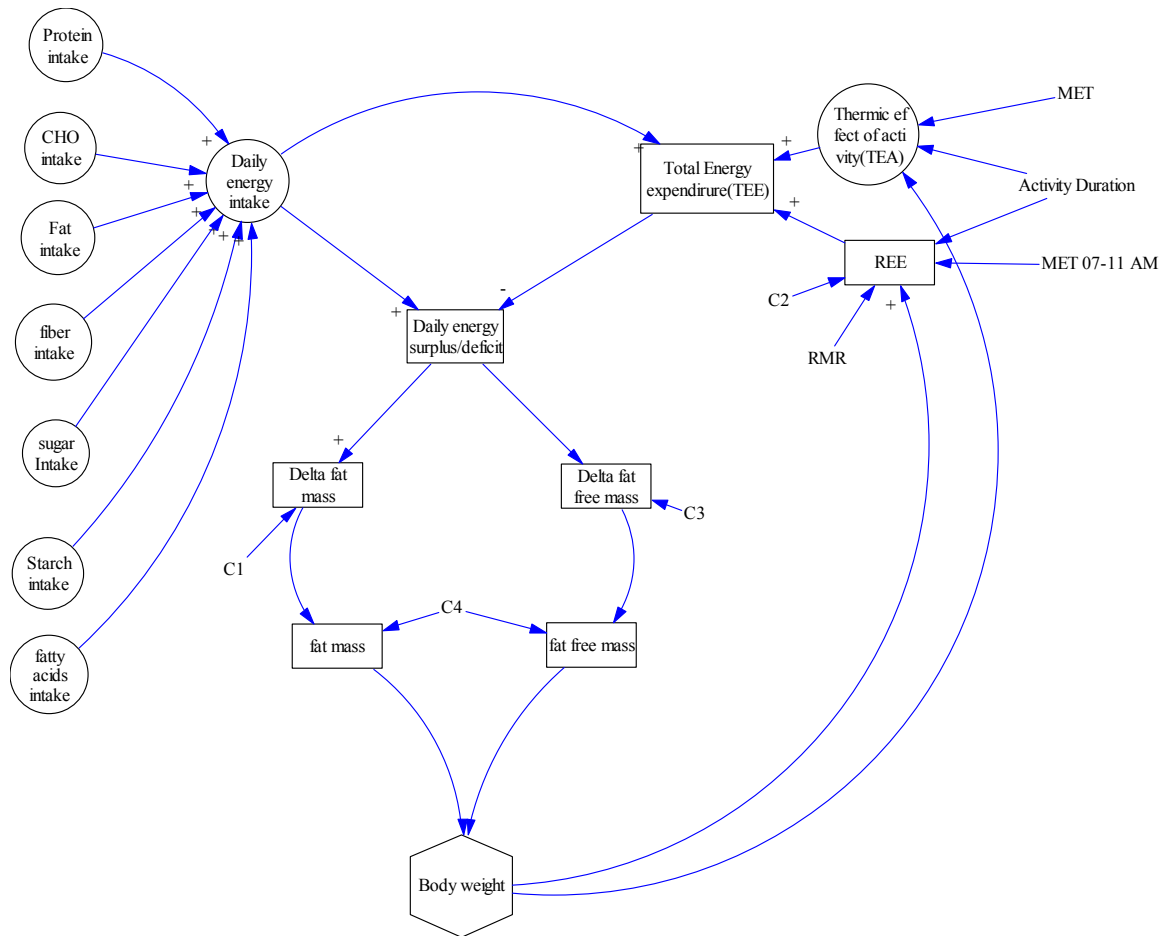 Protein
intake
CHO
intake
Fat
intake
fiber
intake
sugar
Intake
Starch
intake
fatty
acids
intake
+
+
+
+
+
+
+
Daily
energy
intake
+
Total Energy
expendirure(TEE)
+
+
Thermic ef
fect of acti
vity(TEA)
MET
Activity Duration
REE
MET 07-11 AM
C2
RMR
+
-
+
Daily energy
surplus/deficit
+
Delta fat
mass
Delta fat
free mass
C1
C3
C4
fat mass
fat free mass
Body weight